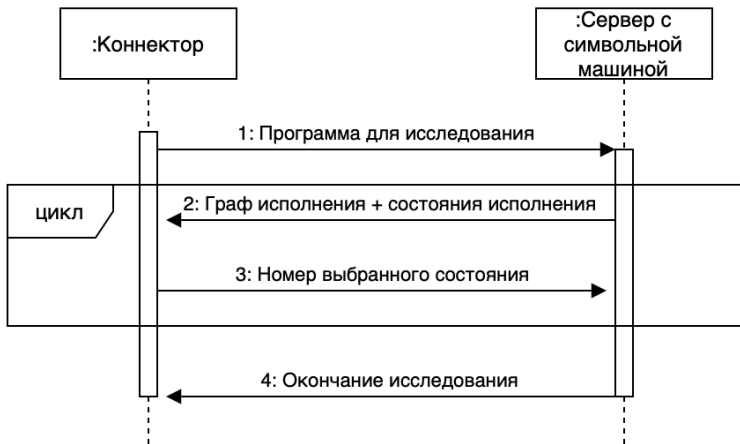 :Коннектор
:Сервер с
символьной
машиной
1: Программа для исследования
цикл
2: Граф исполнения + состояния исполнения
3: Номер выбранного состояния
4: Окончание исследования